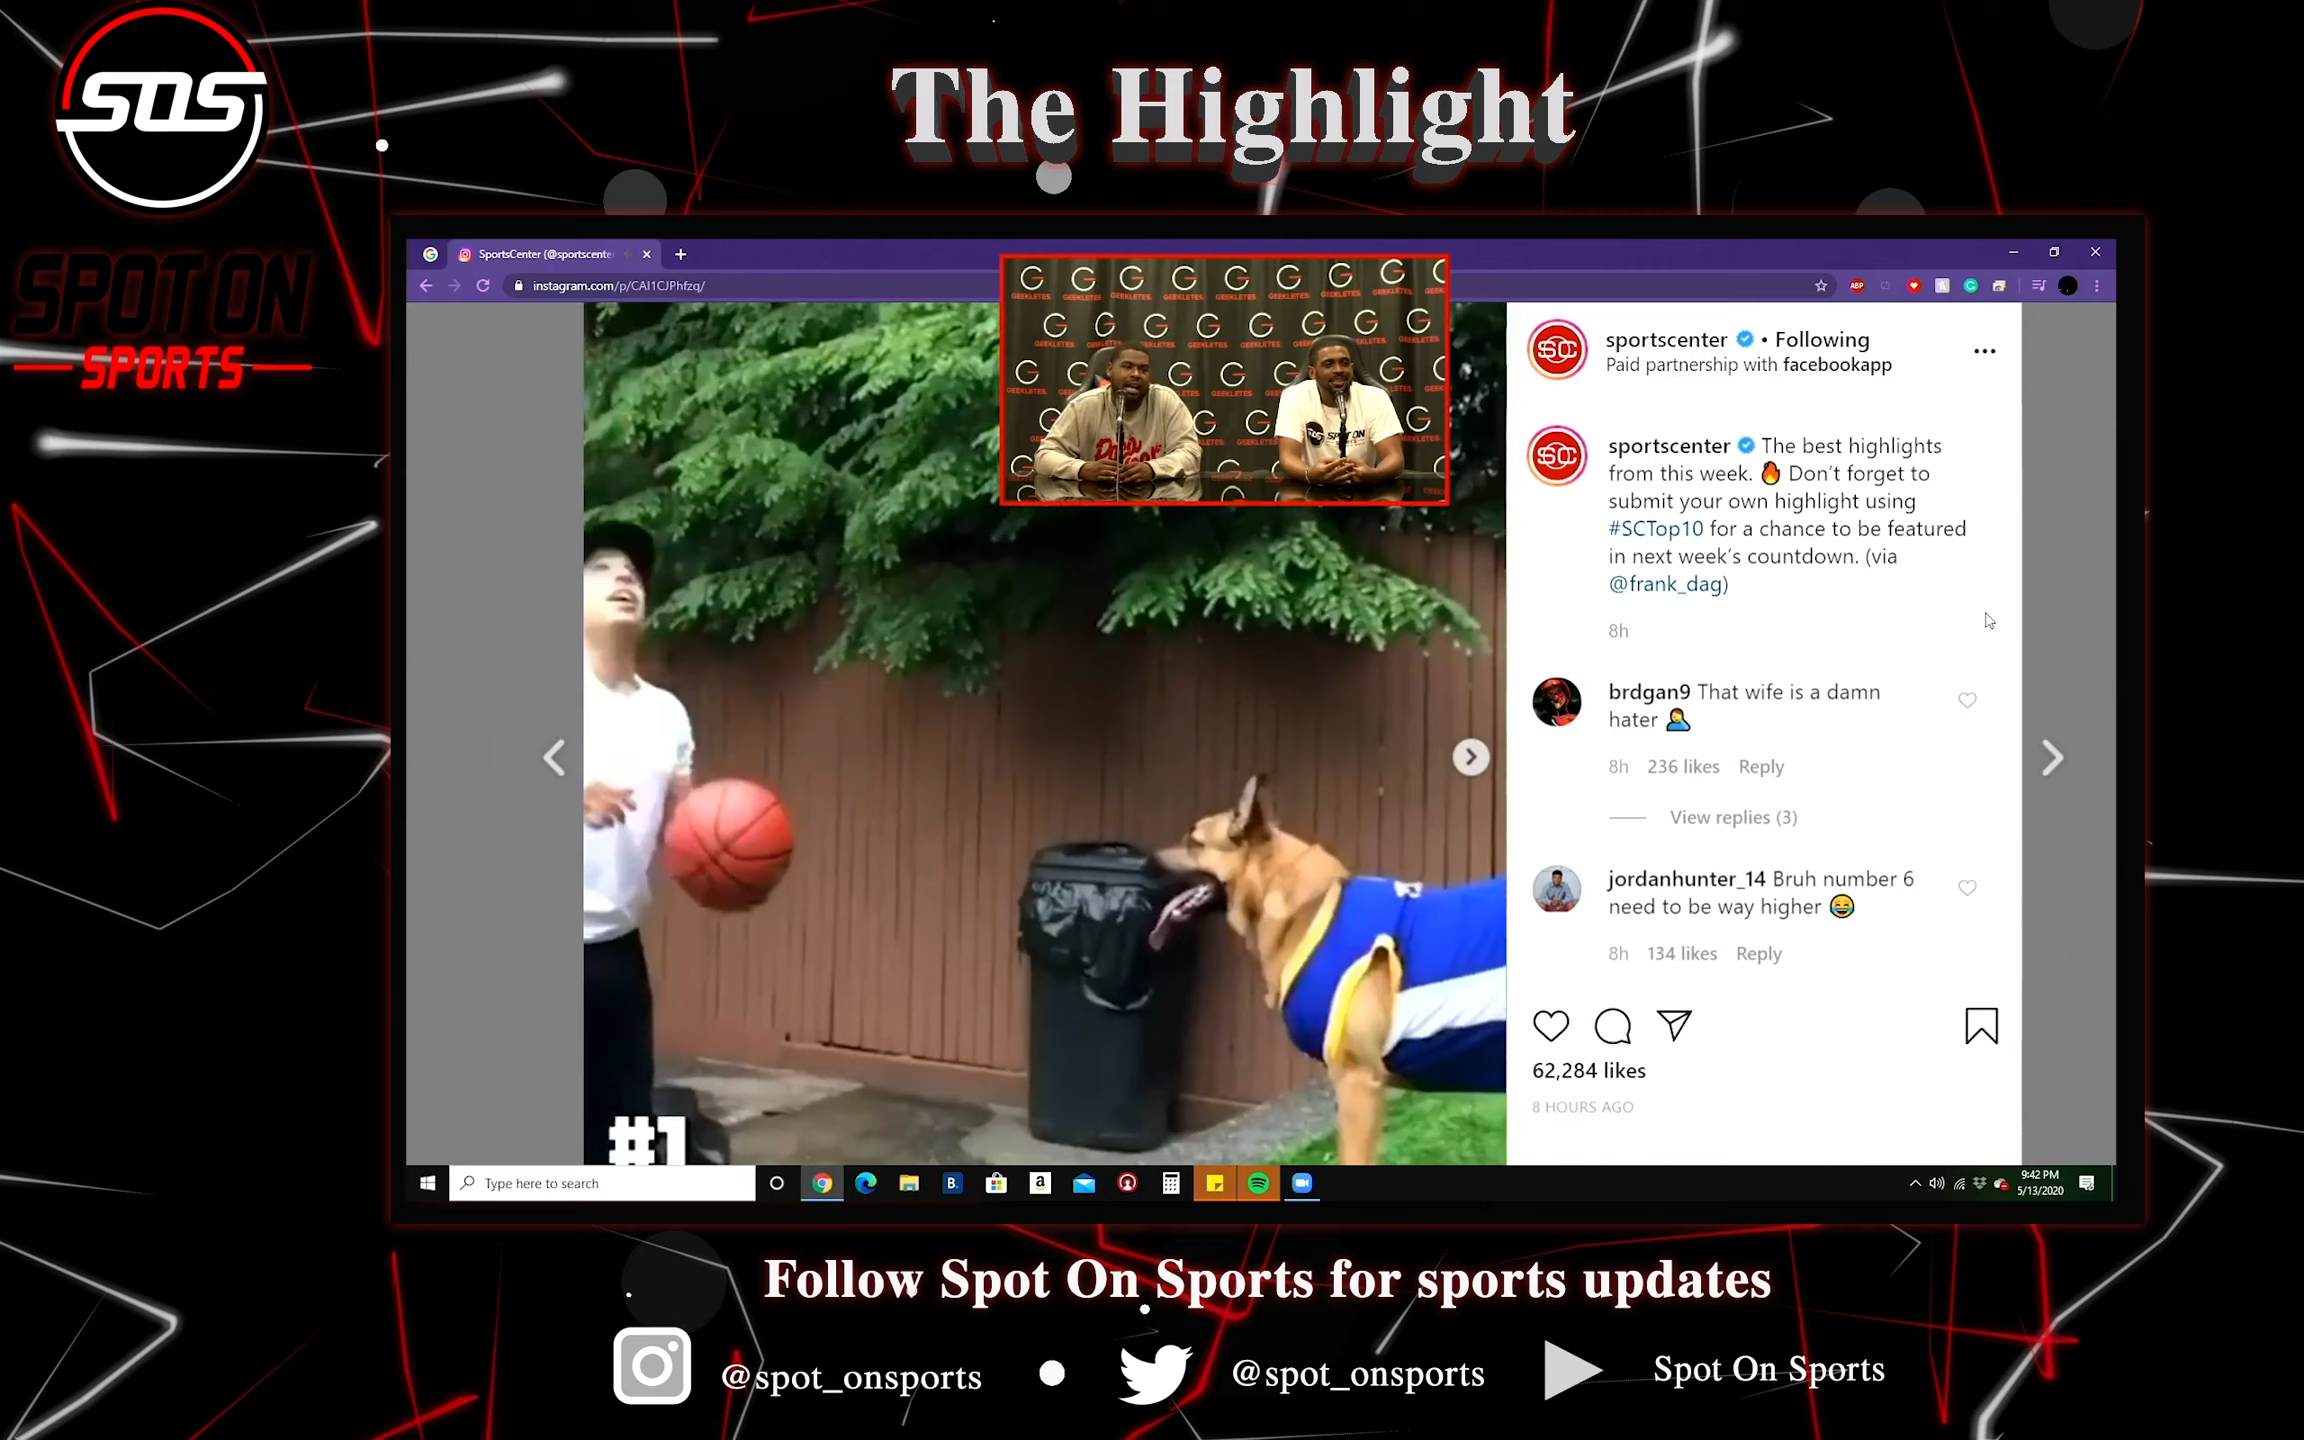 SOS
The Highlight
SPOT ON
SPORTS
SportsCenter (@sportscente
instagram.com/p/CAI1CJPhfzq/
ABP
GEEKLETES
SPOT ON
sportscenter • Following
Paid partnership with facebookapp
sportscenter The best highlights
from this week. 🔥 Don't forget to
submit your own highlight using
#SCTop10 for a chance to be featured
in next week's countdown. (via
@frank_dag)
8h
brdgan9 That wife is a damn
hater 🤦
8h 236 likes Reply
View replies (3)
jordanhunter_14 Bruh number 6
need to be way higher 😂
8h 134 likes Reply
62,284 likes
8 HOURS AGO
#1
Type here to search
9:42 PM
5/13/2020
Follow Spot On Sports for sports updates
@spot_onsports
@spot_onsports
Spot On Sports